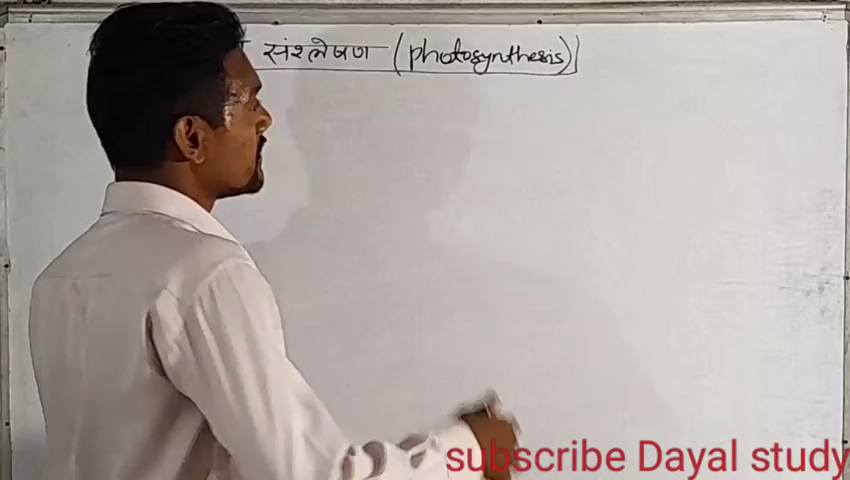 संश्लेषण (photosynthesis)
subscribe Dayal study